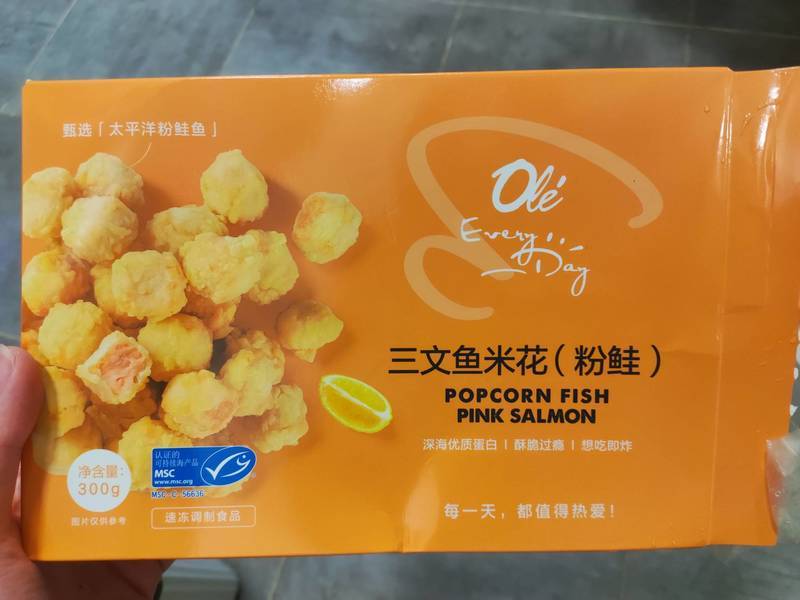 甄选「太平洋粉鲑鱼」
Olé
Every
Day
三文鱼米花（粉鲑）
POPCORN FISH
PINK SALMON
深海优质蛋白 | 酥脆过瘾 | 想吃即炸
认证的
可持续海产品
MSC
www.msc.org
MSC-C-56636
净含量:
300g
图片仅供参考
速冻调制食品
每一天，都值得热爱！